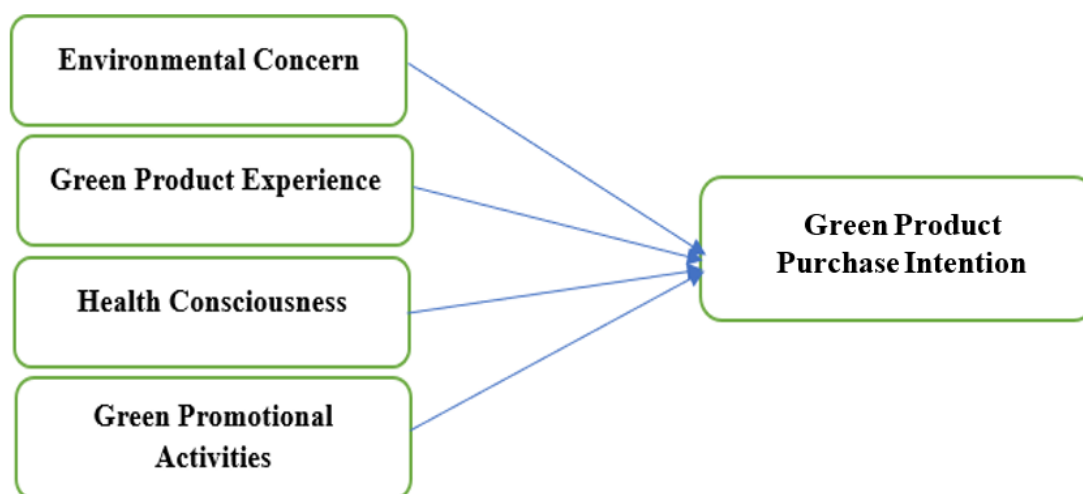 Environmental Concern
Green Product Experience
Health Consciousness
Green Promotional
Activities
Green Product
Purchase Intention